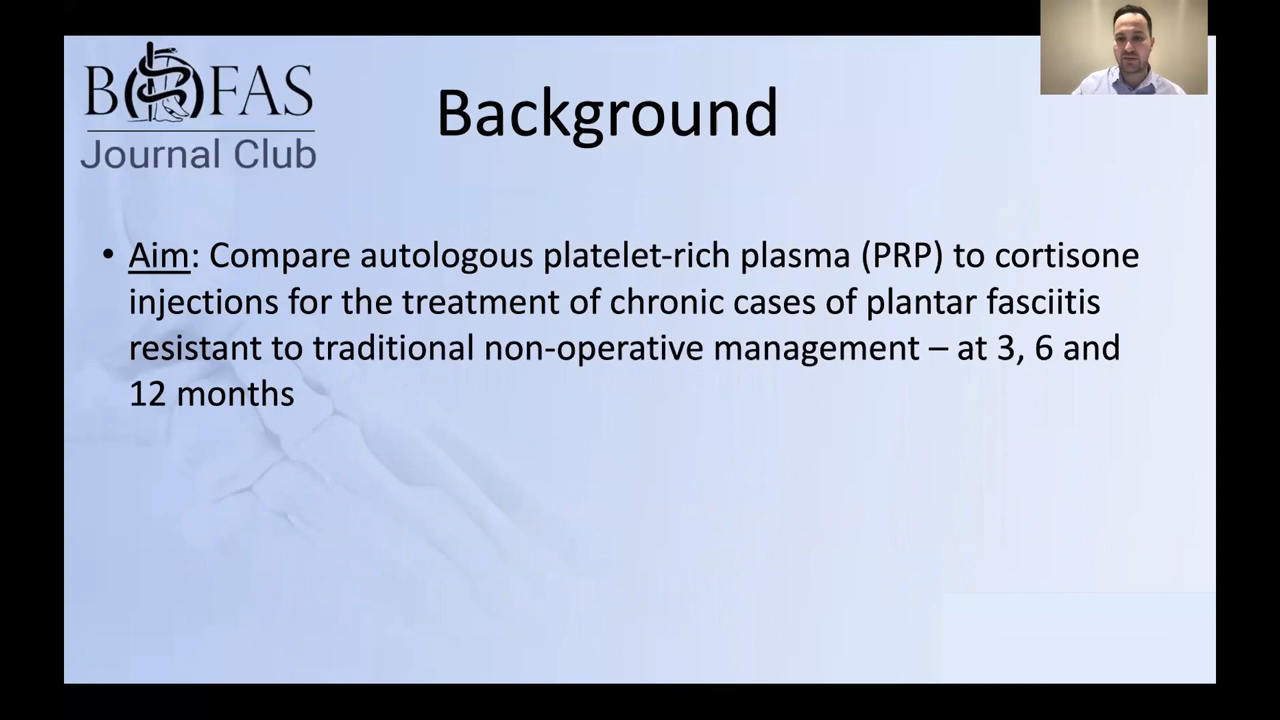 BOFAS
Journal Club
Background
• Aim: Compare autologous platelet-rich plasma (PRP) to cortisone
injections for the treatment of chronic cases of plantar fasciitis
resistant to traditional non-operative management – at 3, 6 and
12 months